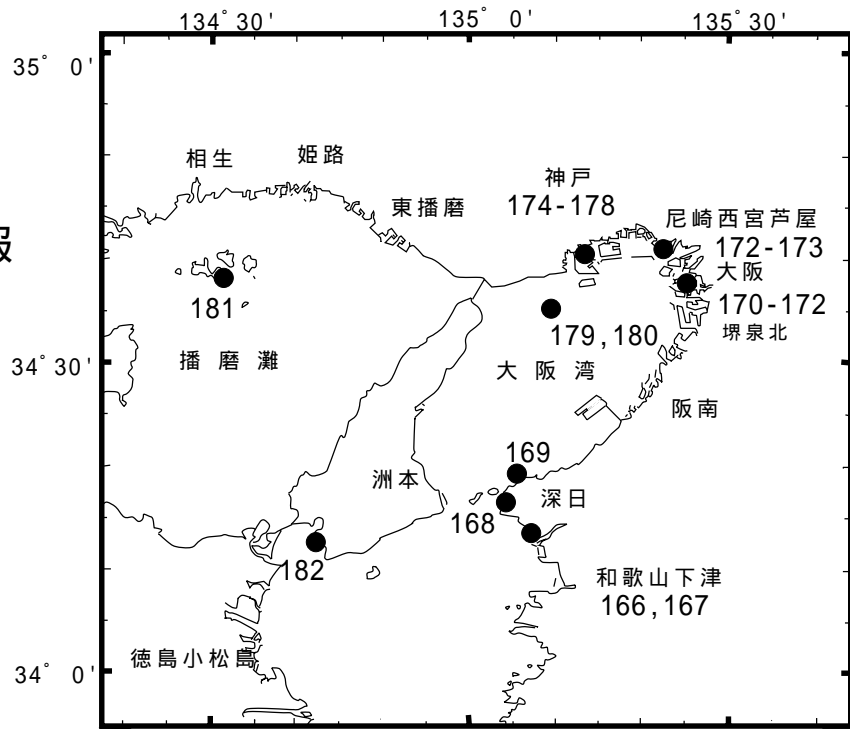 134° 30'
135° 0'
135° 30'
35° 0'
相生
姫路
神戸
174-178
東播磨
尼崎西宮芦屋
172-173
報
大阪
170-172
181
179,180
堺泉北
播磨灘
34° 30'
大阪湾
阪南
169
洲本
深日
168
182
和歌山下津
166,167
徳島小松島
34° 0'